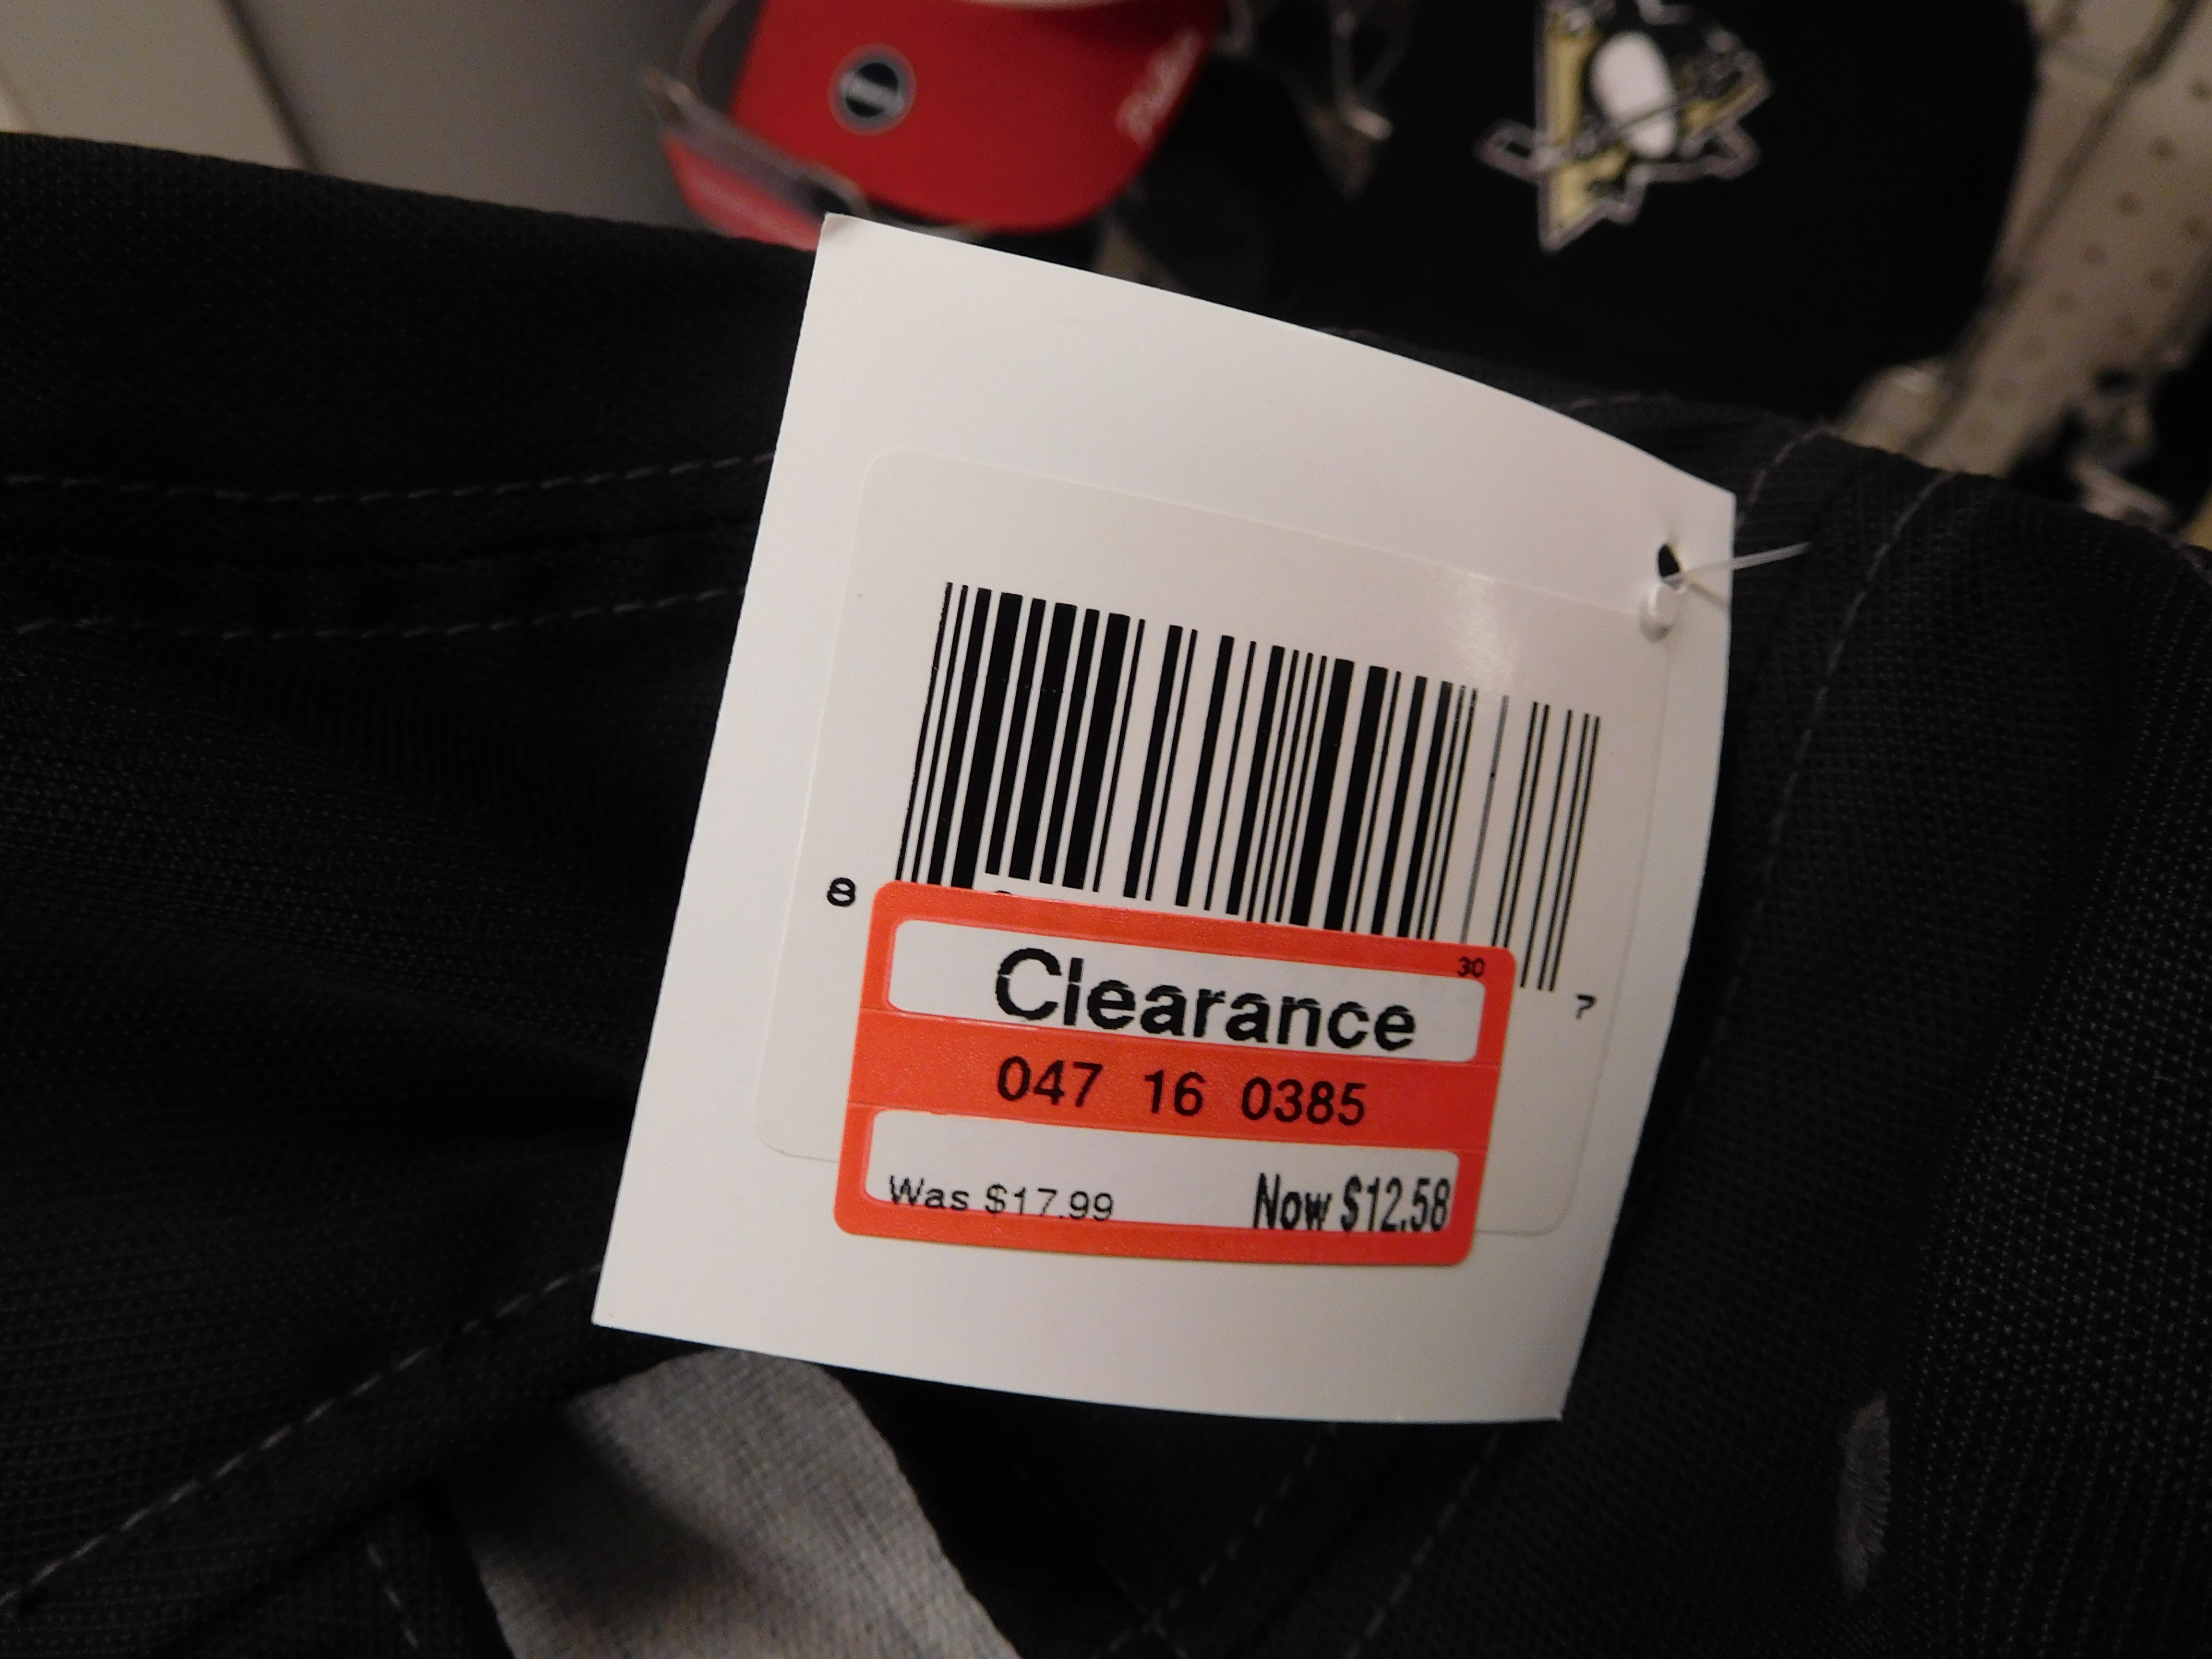 8
7
30
Clearance
047 16 0385
Was $17.99 Now $12.58